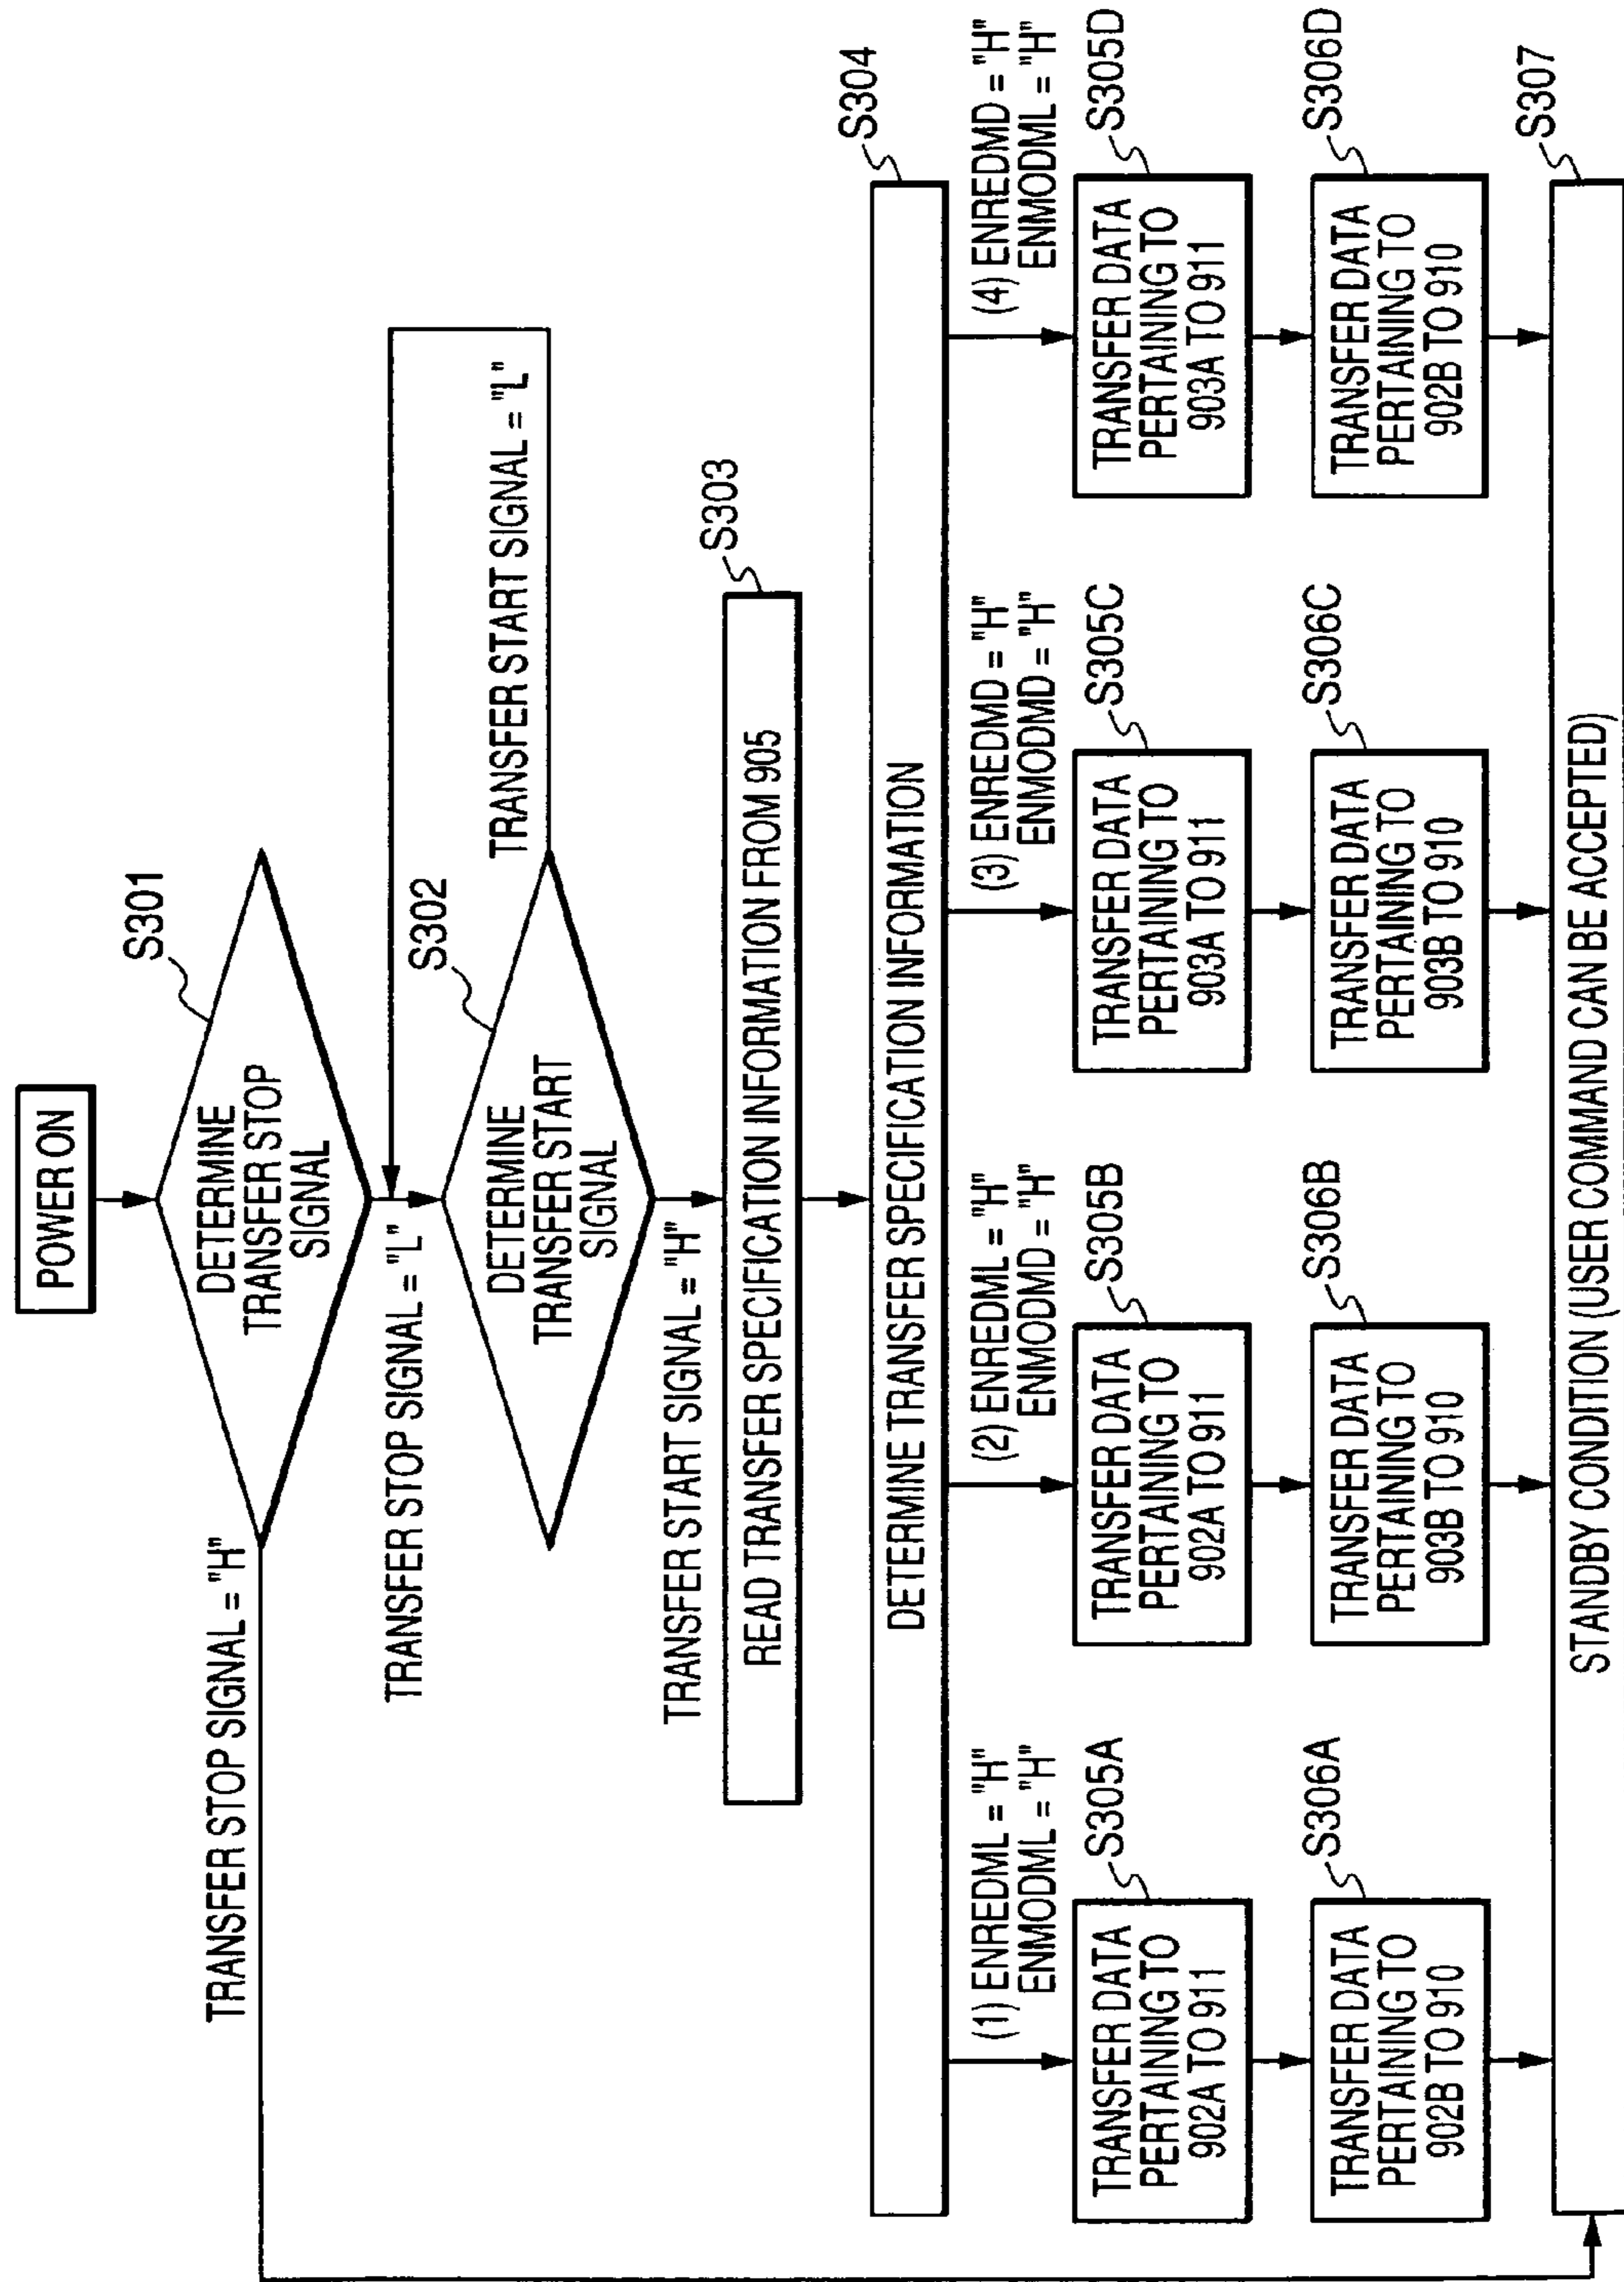 POWER ON
S301
DETERMINE
TRANSFER STOP
SIGNAL
TRANSFER STOP SIGNAL = "H"
TRANSFER STOP SIGNAL = "L"
S302
DETERMINE
TRANSFER START
SIGNAL
TRANSFER START SIGNAL = "L"
TRANSFER START SIGNAL = "H"
S303
READ TRANSFER SPECIFICATION INFORMATION FROM 905
S304
DETERMINE TRANSFER SPECIFICATION INFORMATION
(1) ENREDML = "H"
ENMODML = "H"
S305A
TRANSFER DATA
PERTAINING TO
902A TO 911
S306A
TRANSFER DATA
PERTAINING TO
902B TO 910
(2) ENREDML = "H"
ENMODMD = "H"
S305B
TRANSFER DATA
PERTAINING TO
902A TO 911
S306B
TRANSFER DATA
PERTAINING TO
903B TO 910
(3) ENREDMD = "H"
ENMODMD = "H"
S305C
TRANSFER DATA
PERTAINING TO
903A TO 911
S306C
TRANSFER DATA
PERTAINING TO
903B TO 910
(4) ENREDMD = "H"
ENMODML = "H"
S305D
TRANSFER DATA
PERTAINING TO
903A TO 911
S306D
TRANSFER DATA
PERTAINING TO
902B TO 910
S307
STANDBY CONDITION (USER COMMAND CAN BE ACCEPTED)